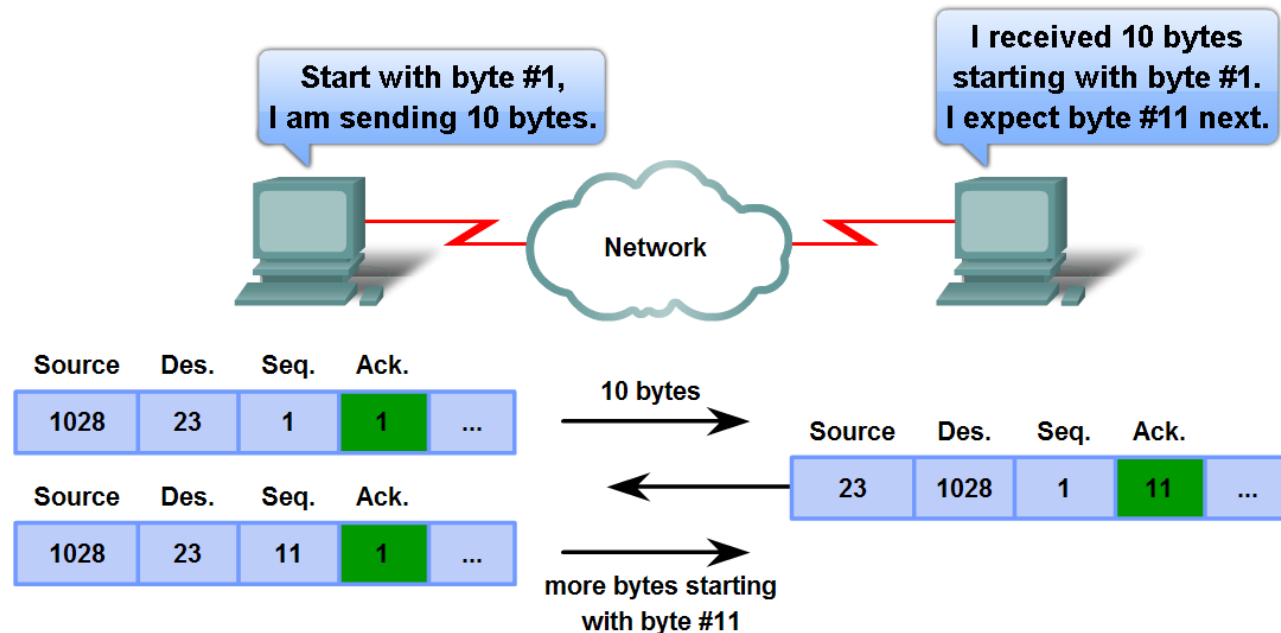 Start with byte #1,
I am sending 10 bytes.
I received 10 bytes
starting with byte #1.
I expect byte #11 next.
Network
Source Des. Seq. Ack.
1028 23 1 1 ...
10 bytes
Source Des. Seq. Ack.
23 1028 1 11 ...
Source Des. Seq. Ack.
1028 23 11 1 ...
more bytes starting
with byte #11